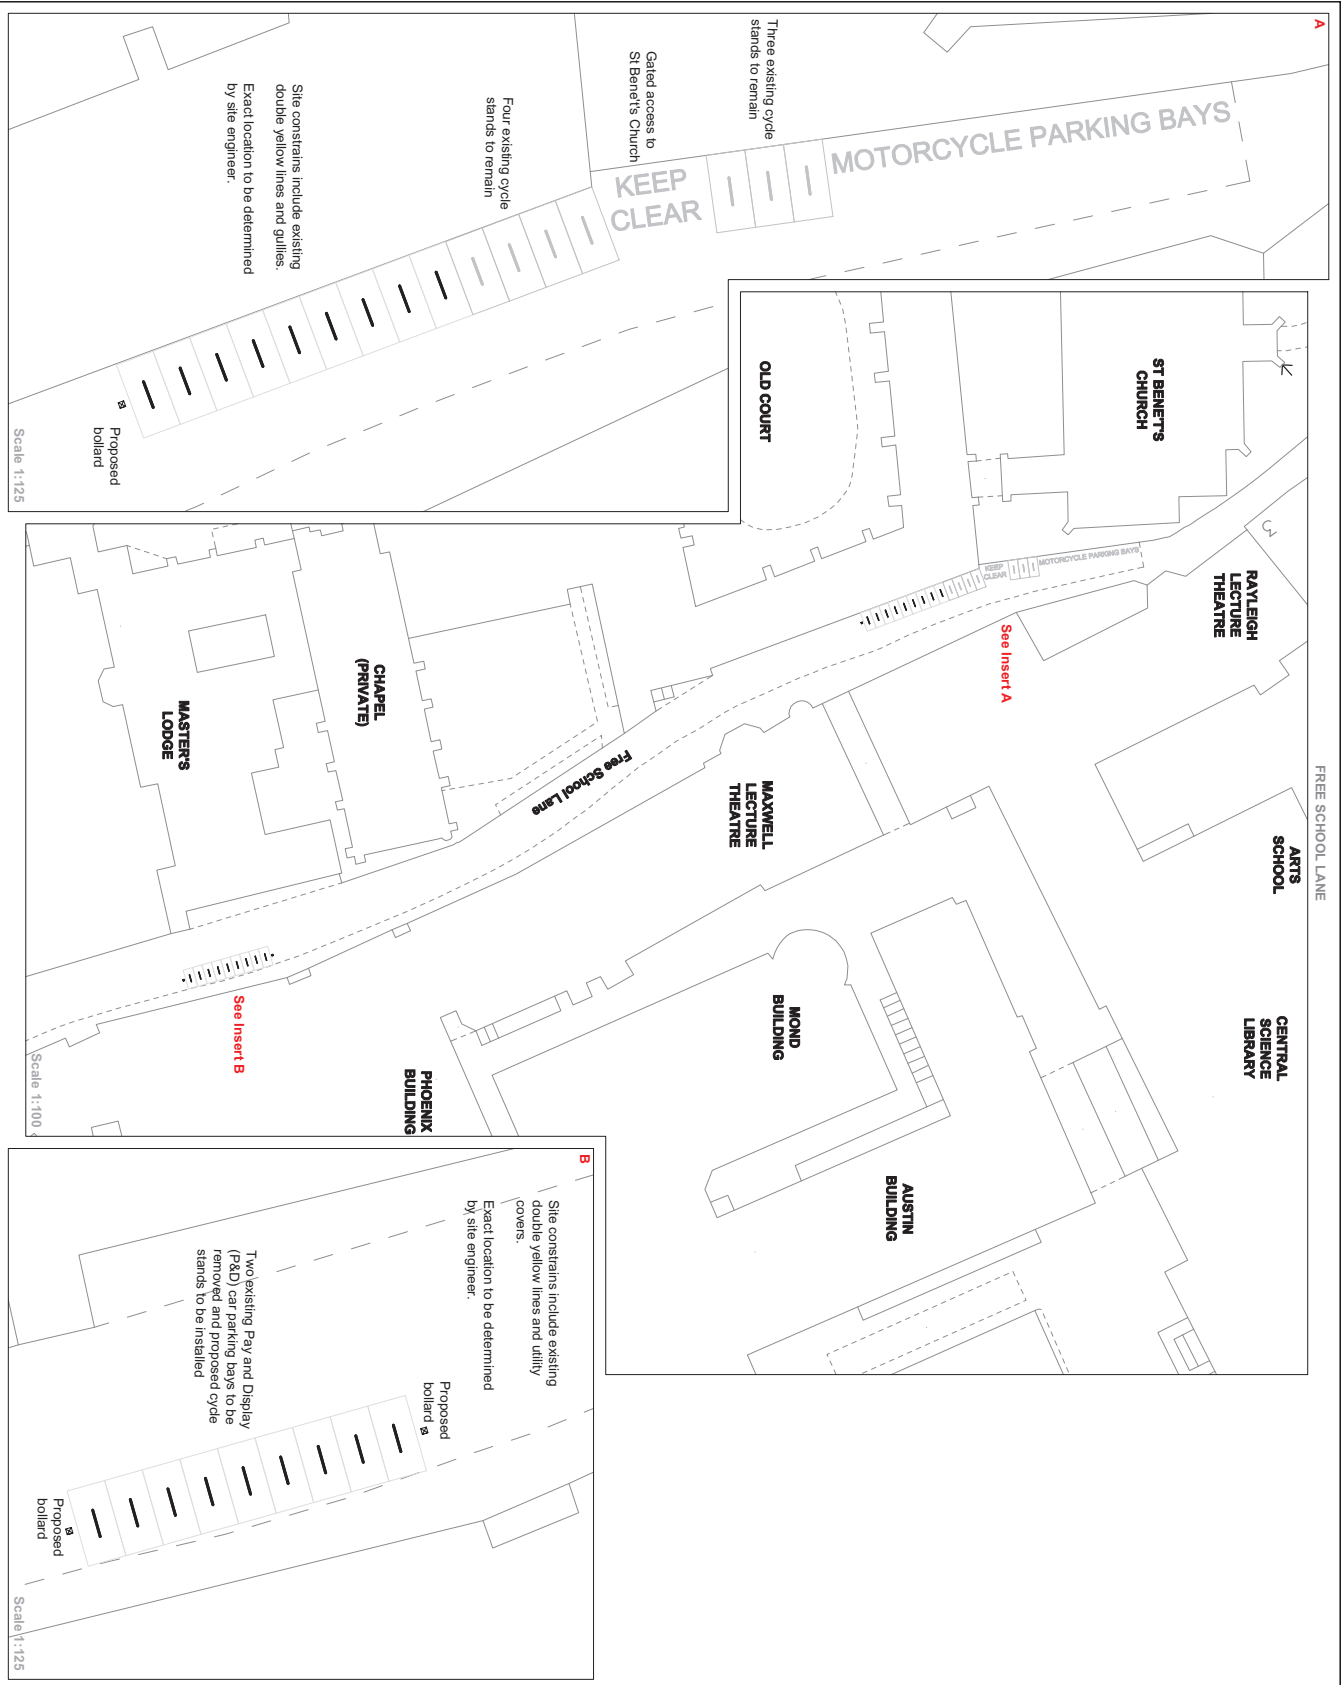 A
Three existing cycle
stands to remain
Gated access to
St Benet's Church
Four existing cycle
stands to remain
Site constrains include existing
double yellow lines and gullies.
Exact location to be determined
by site engineer.
MOTORCYCLE PARKING BAYS
KEEP
CLEAR
Proposed
bollard
Scale 1:125
FREE SCHOOL LANE
ST BENET'S
CHURCH
OLD COURT
RAYLEIGH
LECTURE
THEATRE
MOTORCYCLE PARKING BAYS
KEEP
CLEAR
See Insert A
CHAPEL
(PRIVATE)
MASTER'S
LODGE
Free School Lane
MAXWELL
LECTURE
THEATRE
ARTS
SCHOOL
CENTRAL
SCIENCE
LIBRARY
MOND
BUILDING
See Insert B
PHOENIX
BUILDING
AUSTIN
BUILDING
Scale 1:100
B
Site constrains include existing
double yellow lines and utility
covers.
Exact location to be determined
by site engineer.
Two existing Pay and Display
(P&D) car parking bays to be
removed and proposed cycle
stands to be installed
Proposed
bollard
Proposed
bollard
Scale 1:125